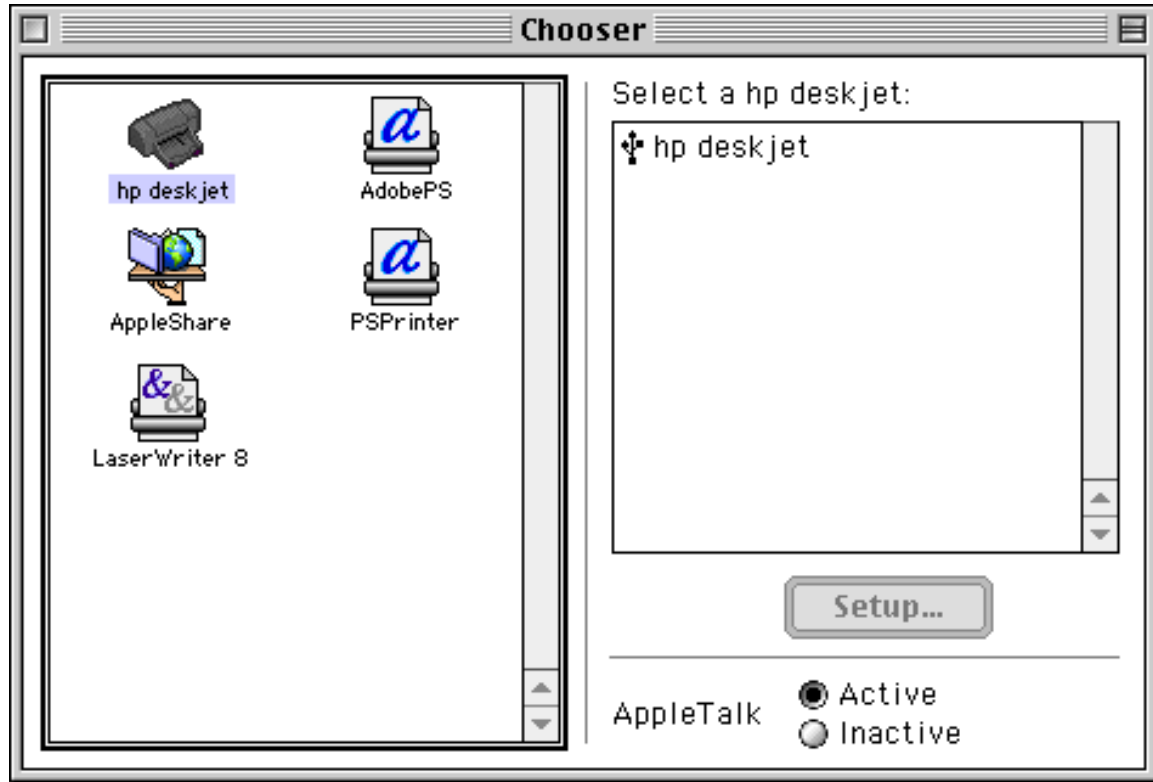 Chooser
hp deskjet
AdobePS
AppleShare
PSPrinter
LaserWriter 8
Select a hp deskjet:
hp deskjet
Setup...
AppleTalk
Active
Inactive